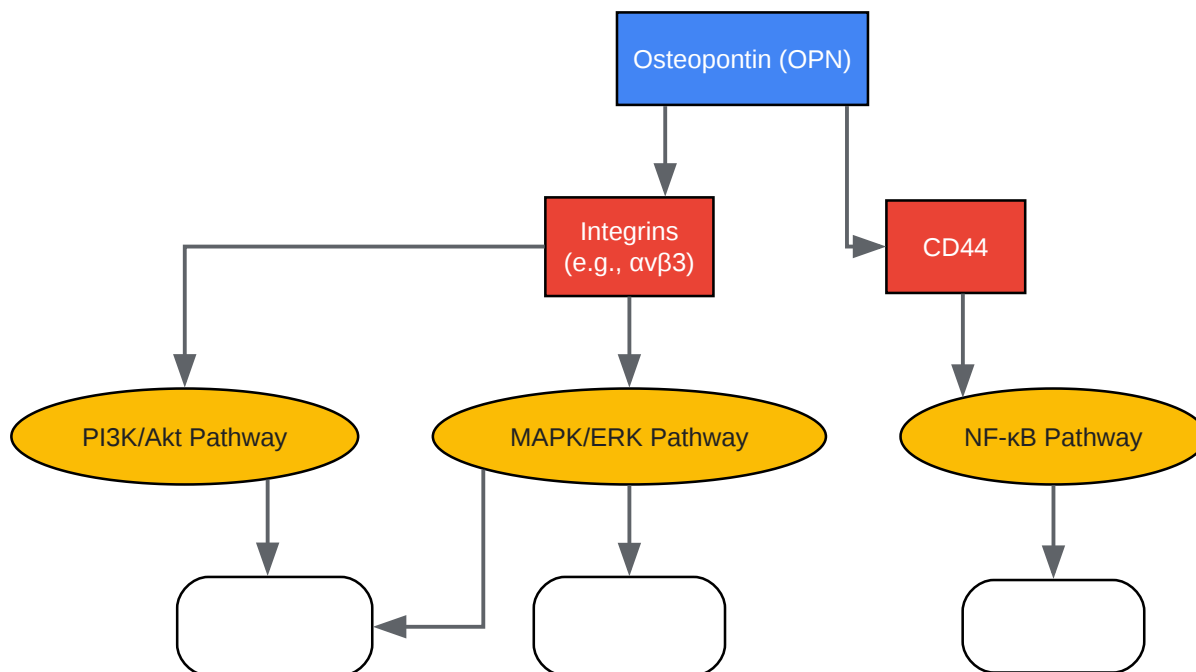 Osteopontin (OPN)
Integrins
(e.g., αvβ3)
CD44
PI3K/Akt Pathway
MAPK/ERK Pathway
NF-κB Pathway